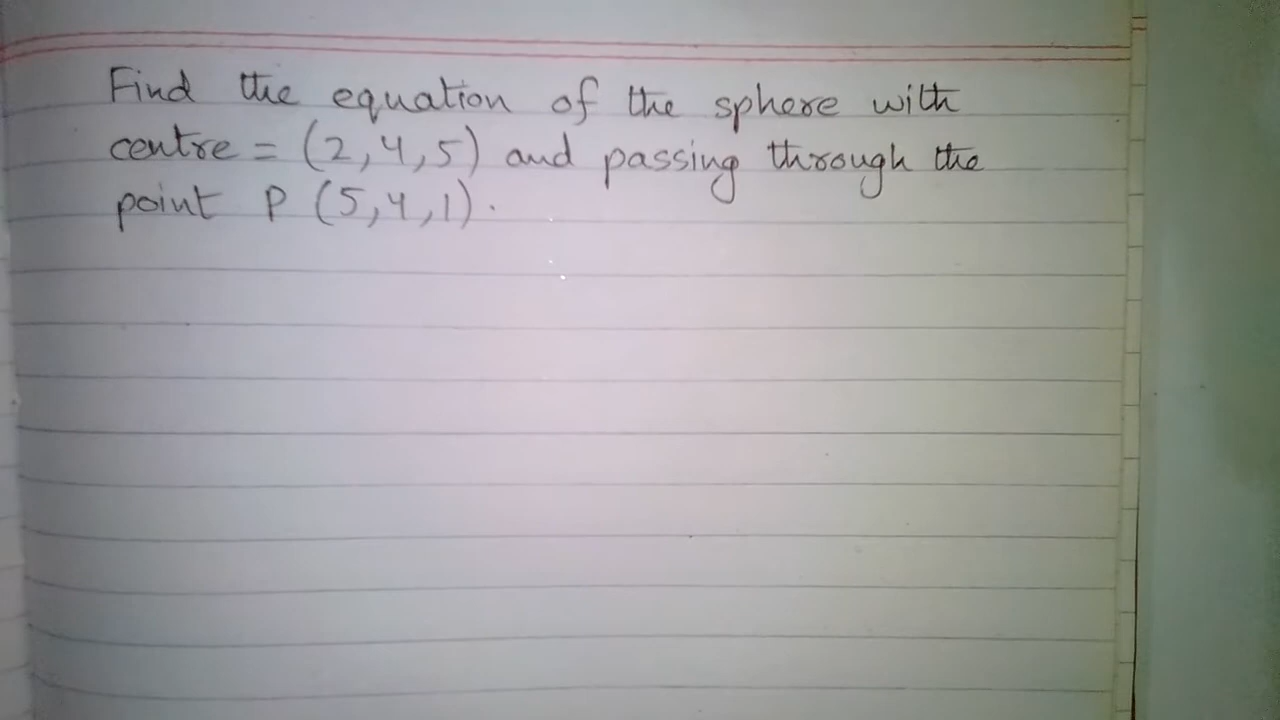 Find the equation of the sphere with
centre = (2,4,5) and passing through the
point P (5,4,1).